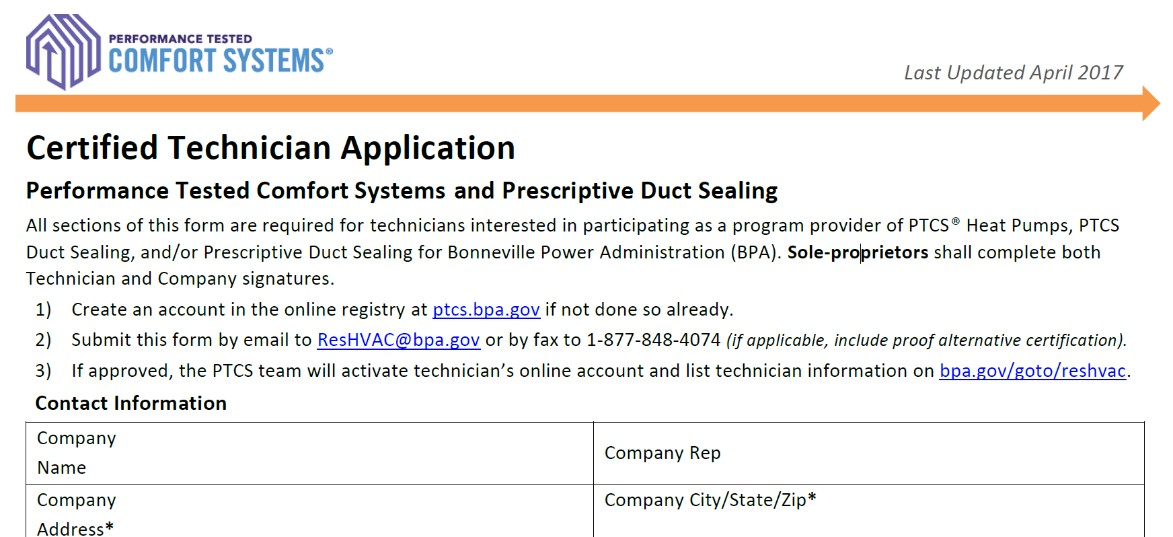 PERFORMANCE TESTED
COMFORT SYSTEMS®
Last Updated April 2017
Certified Technician Application
Performance Tested Comfort Systems and Prescriptive Duct Sealing
All sections of this form are required for technicians interested in participating as a program provider of PTCS® Heat Pumps, PTCS
Duct Sealing, and/or Prescriptive Duct Sealing for Bonneville Power Administration (BPA). Sole-proprietors shall complete both
Technician and Company signatures.
1) Create an account in the online registry at ptcs.bpa.gov if not done so already.
2) Submit this form by email to ResHVAC@bpa.gov or by fax to 1-877-848-4074 (if applicable, include proof alternative certification).
3) If approved, the PTCS team will activate technician's online account and list technician information on bpa.gov/goto/reshvac.
Contact Information
Company
Name
Company Rep
Company
Address*
Company City/State/Zip*